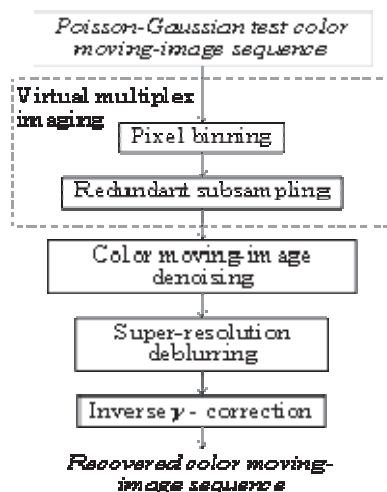 Poisson-Gaussian test color
moving-image sequence
Virtual multiplex
imaging
Pixel binning
Redundant subsampling
Color moving-image
denoising
Super-resolution
deblurring
Inverse γ - correction
Recovered color moving-
image sequence